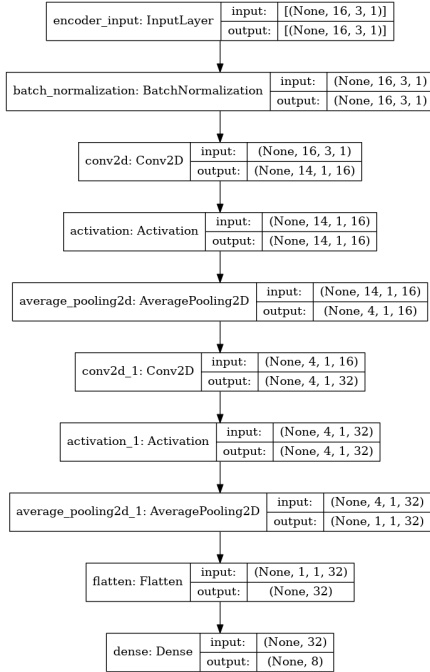 encoder_input: InputLayer
input: [(None, 16, 3, 1)]
output: [(None, 16, 3, 1)]
batch_normalization: BatchNormalization
input: (None, 16, 3, 1)
output: (None, 16, 3, 1)
conv2d: Conv2D
input: (None, 16, 3, 1)
output: (None, 14, 1, 16)
activation: Activation
input: (None, 14, 1, 16)
output: (None, 14, 1, 16)
average_pooling2d: AveragePooling2D
input: (None, 14, 1, 16)
output: (None, 4, 1, 16)
conv2d_1: Conv2D
input: (None, 4, 1, 16)
output: (None, 4, 1, 32)
activation_1: Activation
input: (None, 4, 1, 32)
output: (None, 4, 1, 32)
average_pooling2d_1: AveragePooling2D
input: (None, 4, 1, 32)
output: (None, 1, 1, 32)
flatten: Flatten
input: (None, 1, 1, 32)
output: (None, 32)
dense: Dense
input: (None, 32)
output: (None, 8)